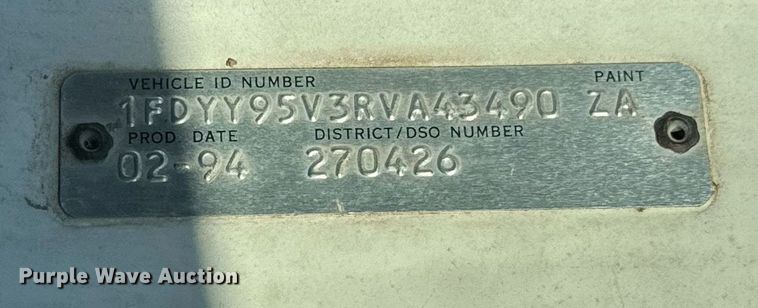 VEHICLE ID NUMBER PAINT
1FDYY95V3RVA43490 ZA
PROD. DATE DISTRICT/DSO NUMBER
02-94 270426
Purple Wave Auction